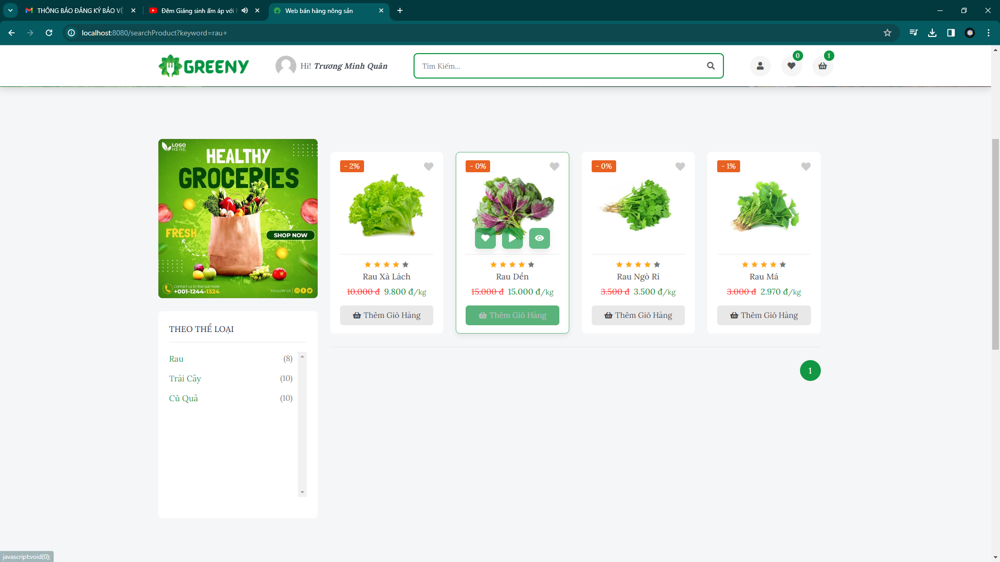 THÔNG BÁO ĐĂNG KÝ BẢO VỆ
Đêm Giáng sinh ấm áp với
Web bán hàng nông sản
localhost:8080/searchProduct?keyword=rau+
GREENY
Hi! Trương Minh Quân
Tìm Kiếm...
0
1
LOGO
HERE
HEALTHY
GROCERIES
FRESH
SHOP NOW
Contact us to find out more
+001-1244-1324
FOLLOW US
- 2%
Rau Xà Lách
10.000 đ 9.800 đ/kg
Thêm Giỏ Hàng
- 0%
Rau Dền
15.000 đ 15.000 đ/kg
Thêm Giỏ Hàng
- 0%
Rau Ngò Rí
3.500 đ 3.500 đ/kg
Thêm Giỏ Hàng
- 1%
Rau Má
3.000 đ 2.970 đ/kg
Thêm Giỏ Hàng
THEO THỂ LOẠI
Rau (8)
Trái Cây (10)
Củ Quả (10)
1
javascript:void(0);